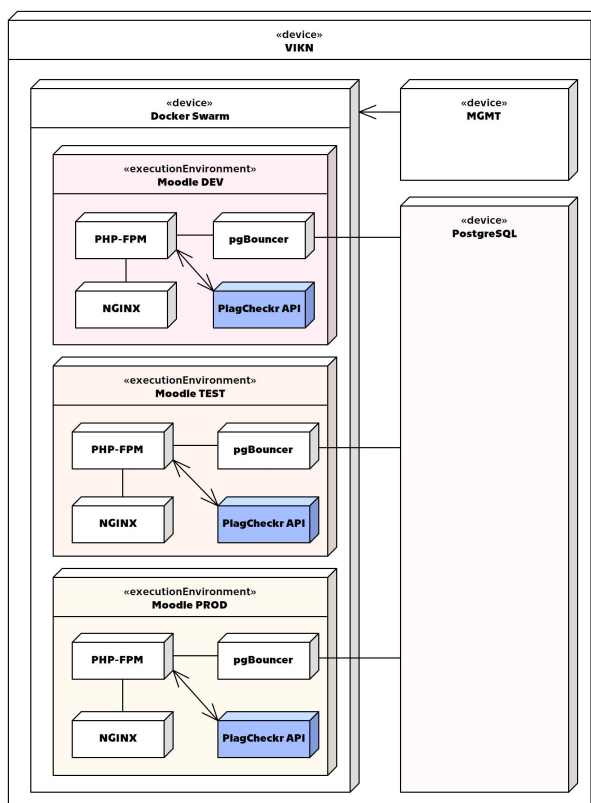 «device»
VIKN
«device»
Docker Swarm
«device»
MGMT
«executionEnvironment»
Moodle DEV
PHP-FPM
pgBouncer
NGINX
PlagCheckr API
«device»
PostgreSQL
«executionEnvironment»
Moodle TEST
PHP-FPM
pgBouncer
NGINX
PlagCheckr API
«executionEnvironment»
Moodle PROD
PHP-FPM
pgBouncer
NGINX
PlagCheckr API